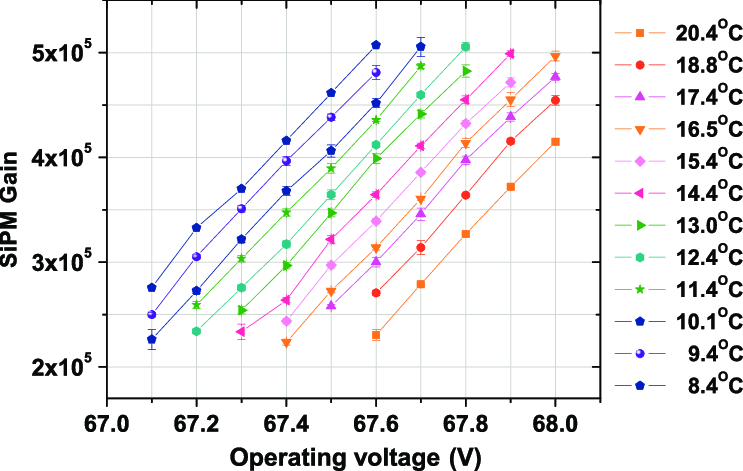 5x10⁵
4x10⁵
3x10⁵
2x10⁵
SiPM Gain
67.0 67.2 67.4 67.6 67.8 68.0
Operating voltage (V)
20.4°C
18.8°C
17.4°C
16.5°C
15.4°C
14.4°C
13.0°C
12.4°C
11.4°C
10.1°C
9.4°C
8.4°C